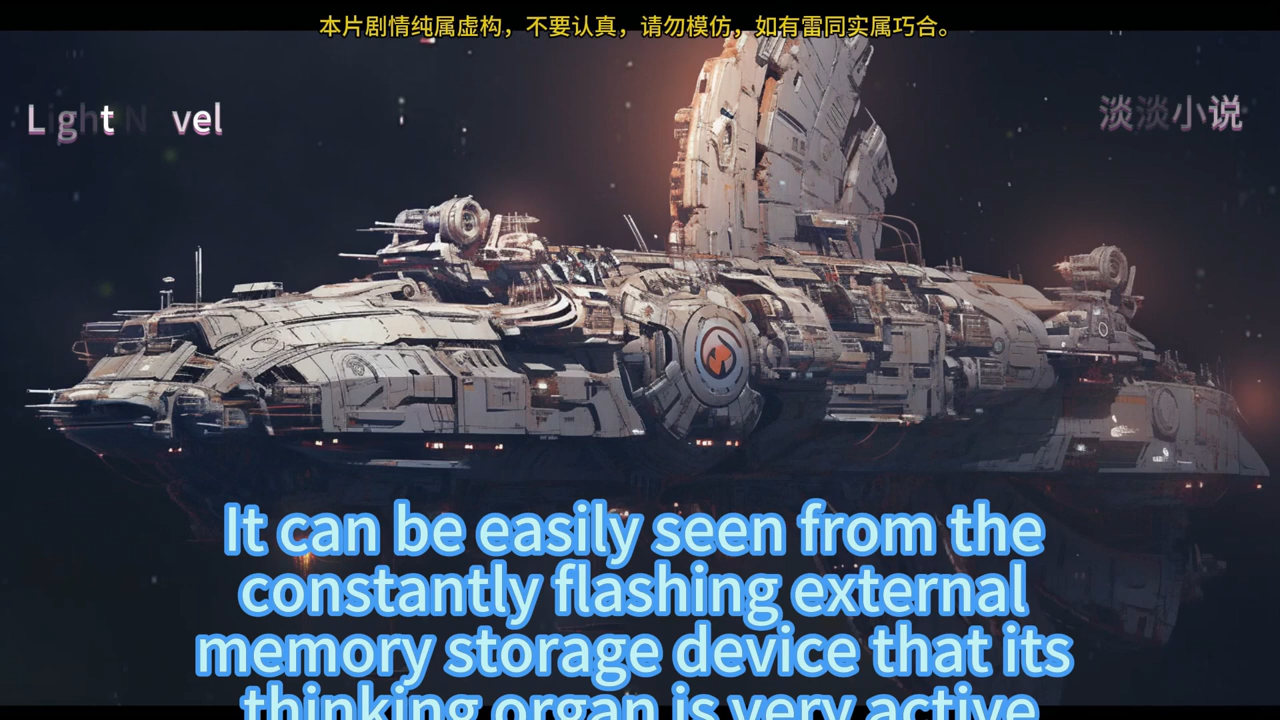 本片剧情纯属虚构，不要认真，请勿模仿，如有雷同实属巧合。
Light N vel
淡淡小说
It can be easily seen from the
constantly flashing external
memory storage device that its
thinking organ is very active